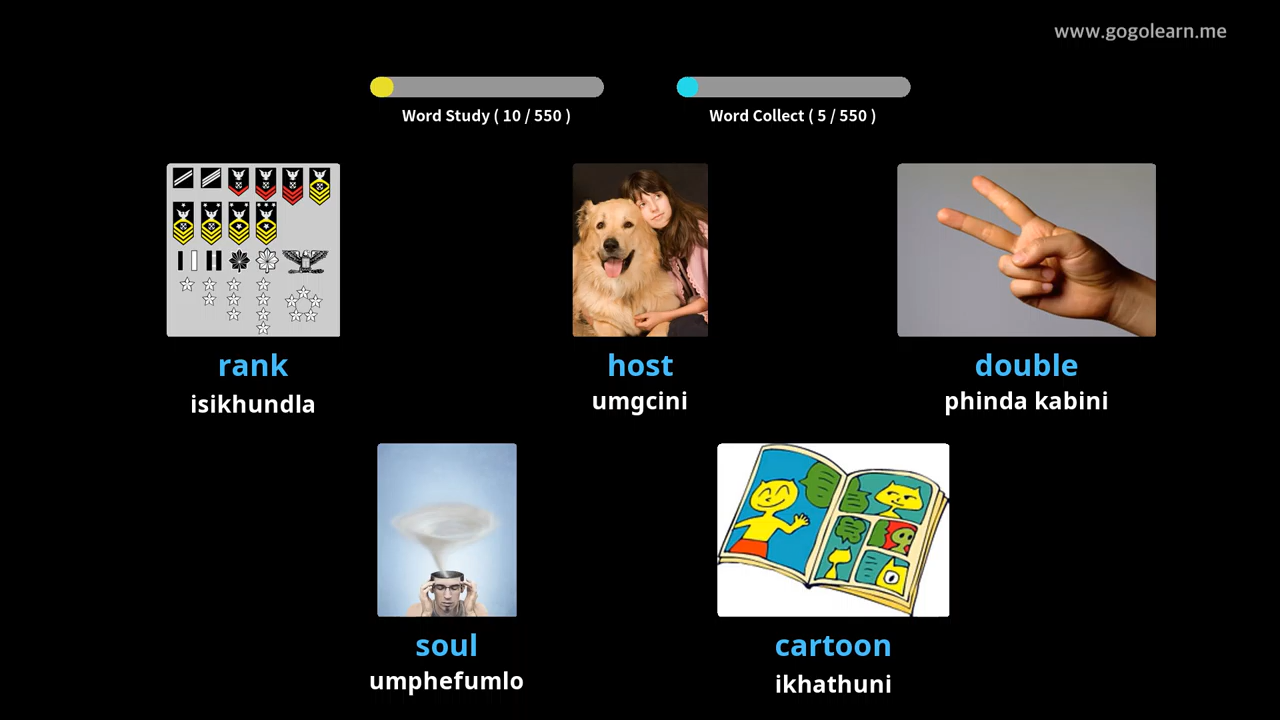 www.gogolearn.me
Word Study ( 10 / 550 )
Word Collect ( 5 / 550 )
rank
isikhundla
host
umgcini
double
phinda kabini
soul
umphefumlo
cartoon
ikhathuni